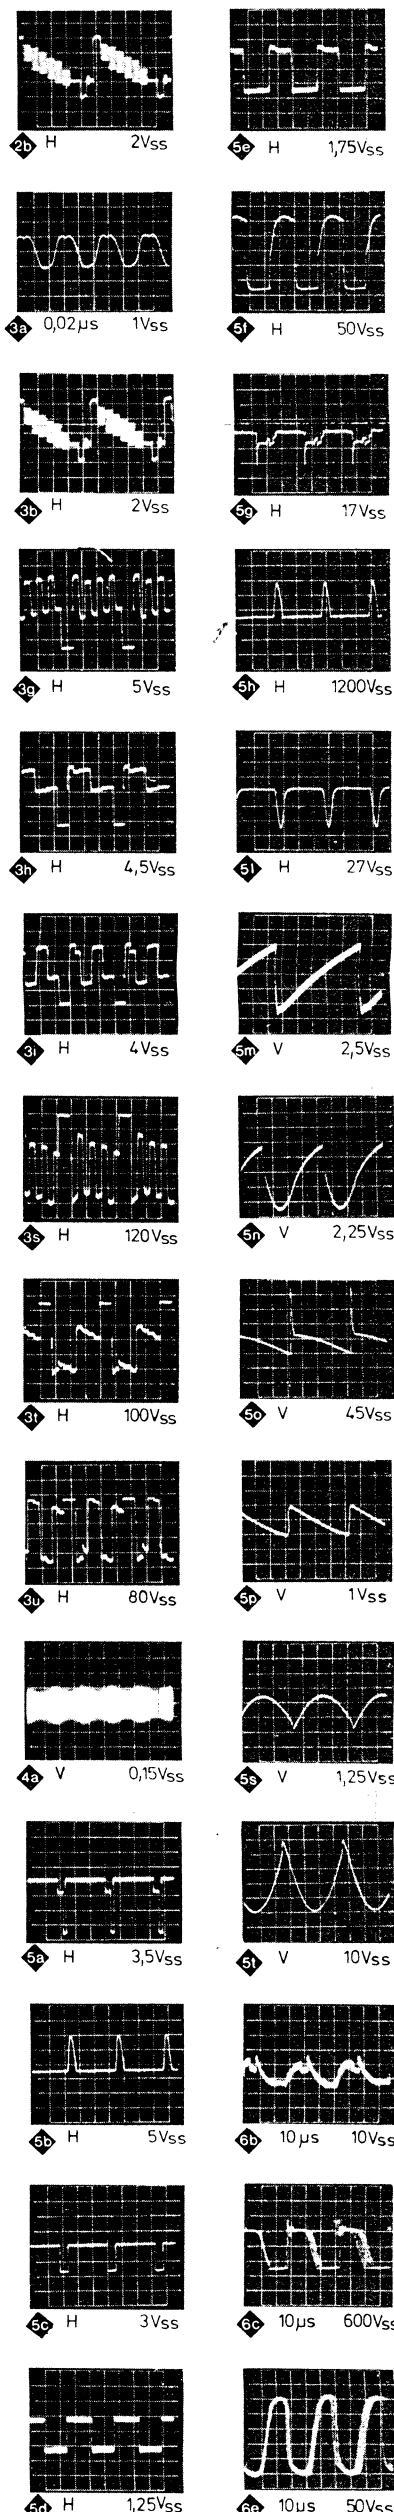 2b H 2Vss
5e H 1,75Vss
3a 0,02µs 1Vss
5f H 50Vss
3b H 2Vss
5g H 17Vss
3g H 5Vss
5h H 1200Vss
3h H 4,5Vss
5l H 27Vss
3i H 4Vss
5m V 2,5Vss
3s H 120Vss
5n V 2,25Vss
3t H 100Vss
5o V 45Vss
3u H 80Vss
5p V 1Vss
4a V 0,15Vss
5s V 1,25Vss
5a H 3,5Vss
5t V 10Vss
5b H 5Vss
6b 10µs 10Vss
5c H 3Vss
6c 10µs 600Vss
5d H 1,25Vss
6e 10µs 50Vss